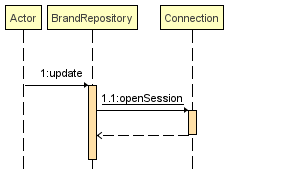 Actor
BrandRepository
Connection
1:update
1.1:openSession